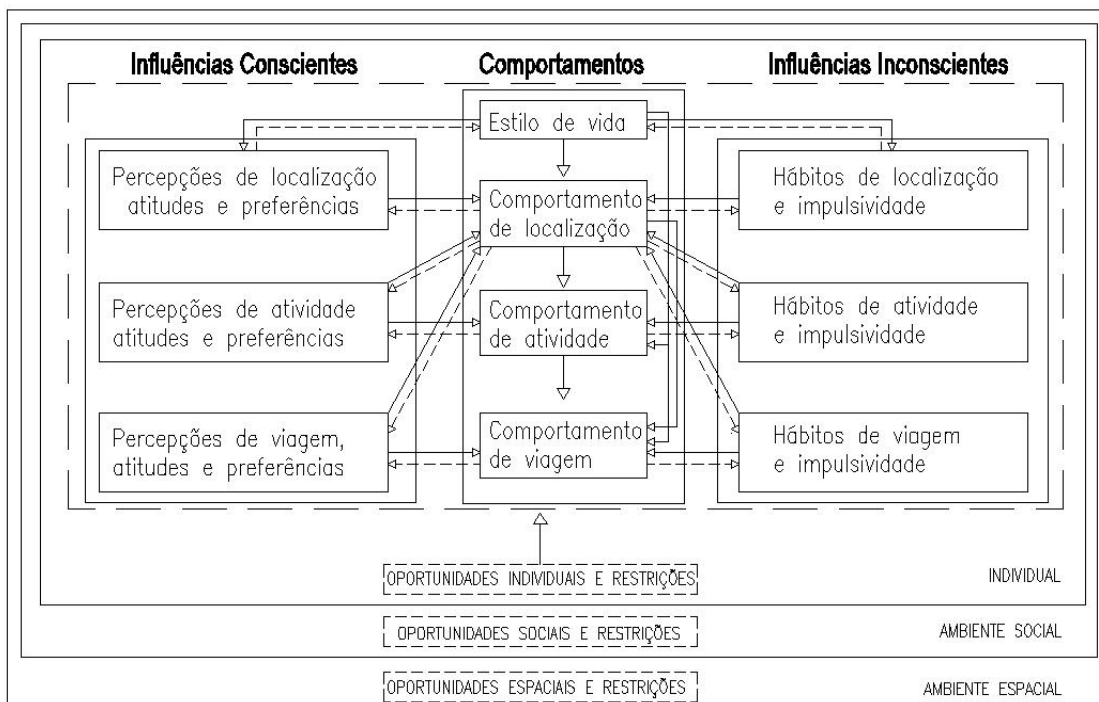 Influências Conscientes
Comportamentos
Influências Inconscientes
Estilo de vida
Percepções de localização
atitudes e preferências
Comportamento
de localização
Hábitos de localização
e impulsividade
Percepções de atividade
atitudes e preferências
Comportamento
de atividade
Hábitos de atividade
e impulsividade
Percepções de viagem,
atitudes e preferências
Comportamento
de viagem
Hábitos de viagem
e impulsividade
OPORTUNIDADES INDIVIDUAIS E RESTRIÇÕES
INDIVIDUAL
OPORTUNIDADES SOCIAIS E RESTRIÇÕES
AMBIENTE SOCIAL
OPORTUNIDADES ESPACIAIS E RESTRIÇÕES
AMBIENTE ESPACIAL